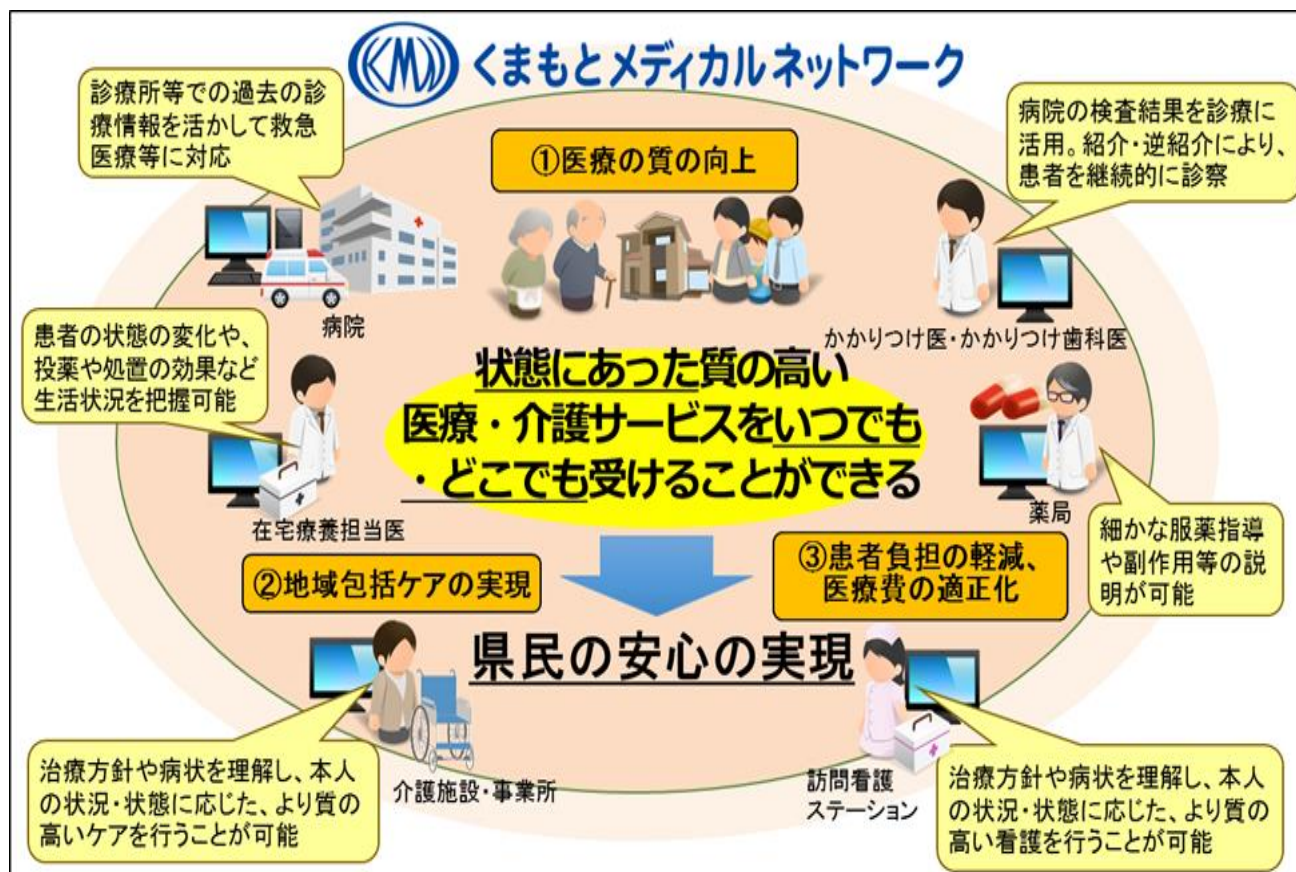 KMN くまもとメディカルネットワーク
診療所等での過去の診
療情報を活かして救急
医療等に対応
病院の検査結果を診療に
活用。紹介・逆紹介により、
患者を継続的に診察
①医療の質の向上
病院
かかりつけ医・かかりつけ歯科医
患者の状態の変化や、
投薬や処置の効果など
生活状況を把握可能
状態にあった質の高い
医療・介護サービスをいつでも
・どこでも受けることができる
在宅療養担当医
薬局
細かな服薬指導
や副作用等の説
明が可能
②地域包括ケアの実現
③患者負担の軽減、
医療費の適正化
県民の安心の実現
介護施設・事業所
訪問看護
ステーション
治療方針や病状を理解し、本人
の状況・状態に応じた、より質の
高いケアを行うことが可能
治療方針や病状を理解し、本人
の状況・状態に応じた、より質の
高い看護を行うことが可能